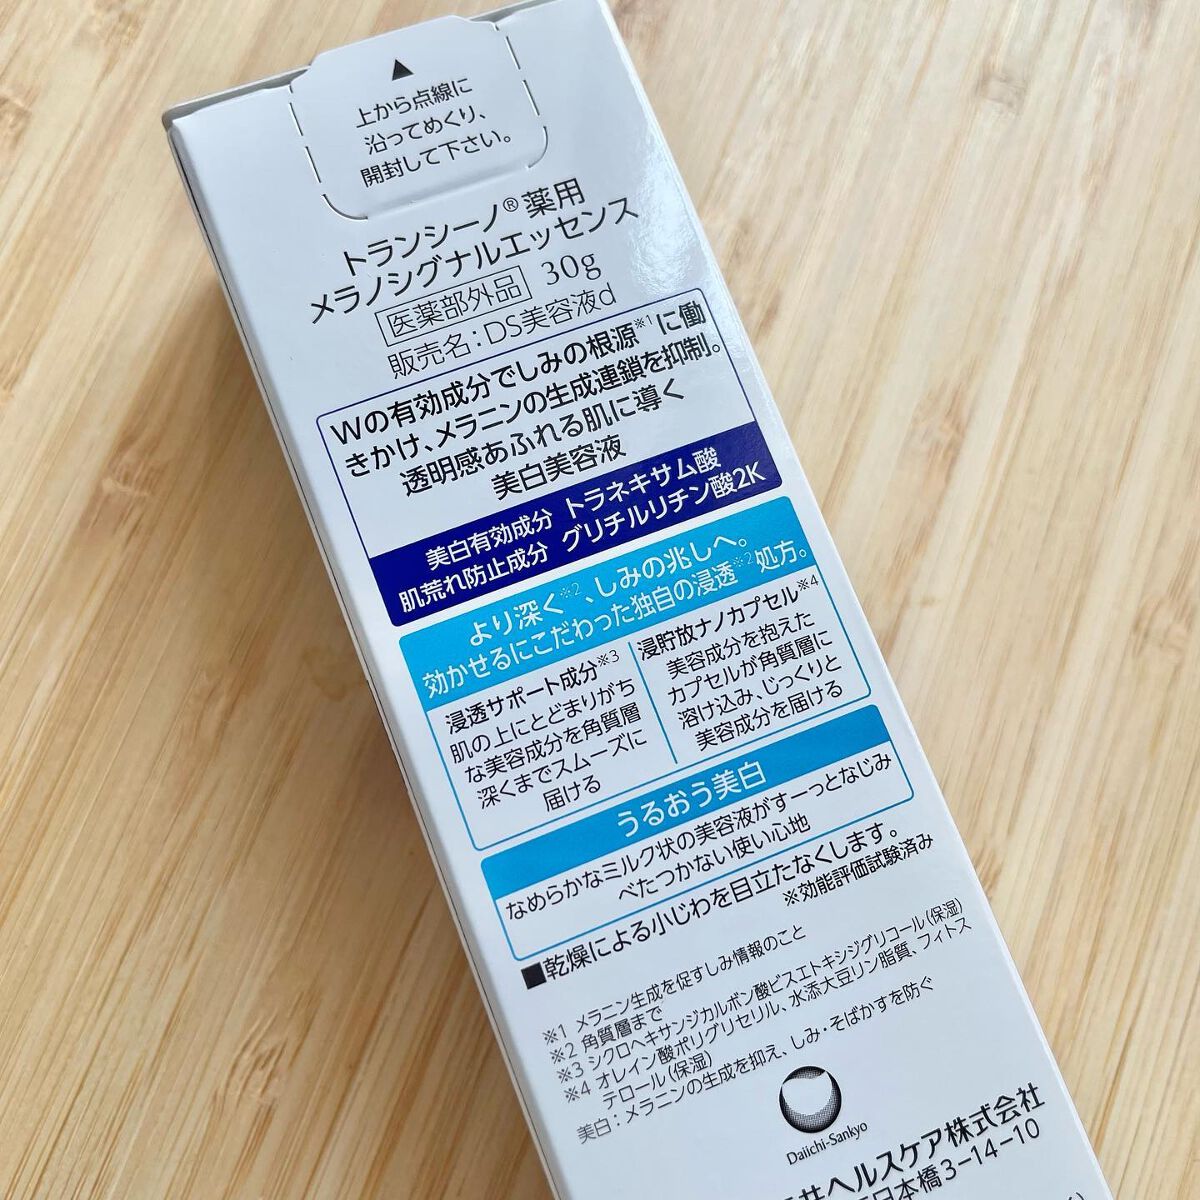 ▲
上から点線に
沿ってめくり、
開封して下さい。
トランシーノ®薬用
メラノシグナルエッセンス
医薬部外品 30g
販売名：DS美容液d
Wの有効成分でしみの根源※1に働
きかけ、メラニンの生成連鎖を抑制。
透明感あふれる肌に導く
美白美容液
美白有効成分 トラネキサム酸
肌荒れ防止成分 グリチルリチン酸2K
より深く※2、しみの兆しへ。
効かせるにこだわった独自の浸透※2処方。
浸透サポート成分※3
肌の上にとどまりがち
な美容成分を角質層
深くまでスムーズに
届ける
浸貯放ナノカプセル※4
美容成分を抱えた
カプセルが角質層に
溶け込み、じっくりと
美容成分を届ける
うるおう美白
なめらかなミルク状の美容液がすーっとなじみ
べたつかない使い心地
■乾燥による小じわを目立たなくします。
※効能評価試験済み
※1 メラニン生成を促すしみ情報のこと
※2 角質層まで
※3 シクロヘキサンジカルボン酸ビスエトキシジグリコール(保湿)
※4 オレイン酸ポリグリセリル、水添大豆リン脂質、フィトス
テロール(保湿)
美白：メラニンの生成を抑え、しみ・そばかすを防ぐ
Daiichi-Sankyo
ヘルスケア株式会社
日本橋3-14-10